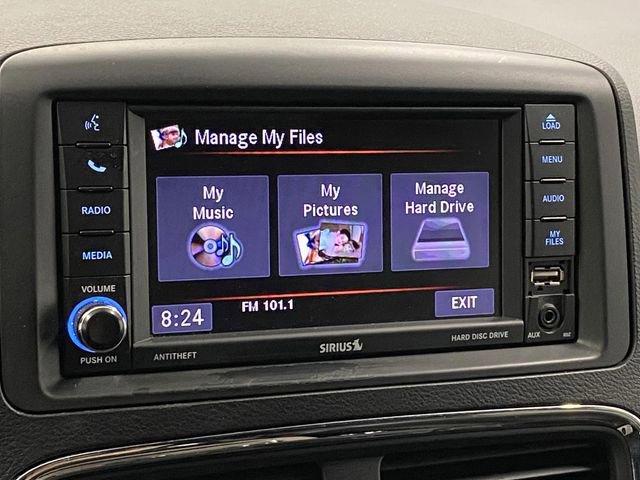 Manage My Files
My
Music
My
Pictures
Manage
Hard Drive
8:24
FM 101.1
EXIT
RADIO
MEDIA
VOLUME
PUSH ON
LOAD
MENU
AUDIO
MY
FILES
AUX
ANTITHEFT
SIRIUS
HARD DISC DRIVE